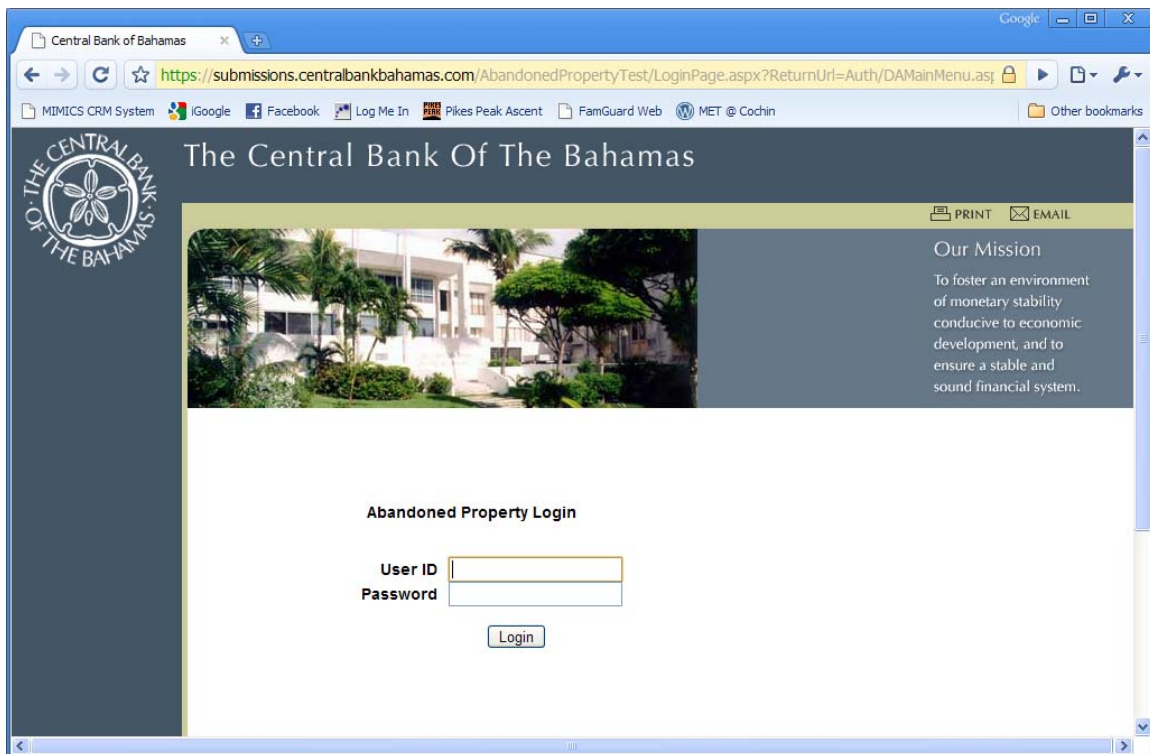 Google
Central Bank of Bahamas
https://submissions.centralbankbahamas.com/AbandonedPropertyTest/LoginPage.aspx?ReturnUrl=Auth/DAMainMenu.asp
MIMICS CRM System iGoogle Facebook Log Me In Pikes Peak Ascent FamGuard Web MET @ Cochin Other bookmarks
THE CENTRAL BANK OF THE BAHAMAS
The Central Bank Of The Bahamas
PRINT EMAIL
Our Mission
To foster an environment
of monetary stability
conducive to economic
development, and to
ensure a stable and
sound financial system.
Abandoned Property Login
User ID
Password
Login